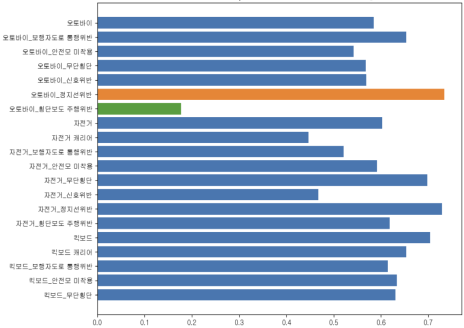 오토바이
오토바이_보행자도로 통행위반
오토바이_안전모 미착용
오토바이_무단횡단
오토바이_신호위반
오토바이_정지선위반
오토바이_횡단보도 주행위반
자전거
자전거 캐리어
자전거_보행자도로 통행위반
자전거_안전모 미착용
자전거_무단횡단
자전거_신호위반
자전거_정지선위반
자전거_횡단보도 주행위반
킥보드
킥보드 캐리어
킥보드_보행자도로 통행위반
킥보드_안전모 미착용
킥보드_무단횡단
0.0 0.1 0.2 0.3 0.4 0.5 0.6 0.7